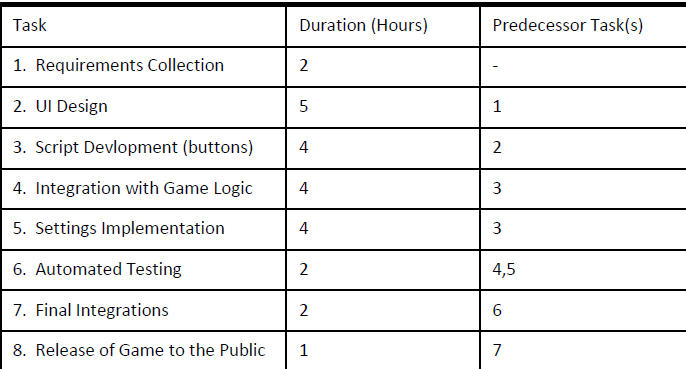 Task Duration (Hours) Predecessor Task(s)
1. Requirements Collection 2 -
2. UI Design 5 1
3. Script Devlopment (buttons) 4 2
4. Integration with Game Logic 4 3
5. Settings Implementation 4 3
6. Automated Testing 2 4,5
7. Final Integrations 2 6
8. Release of Game to the Public 1 7